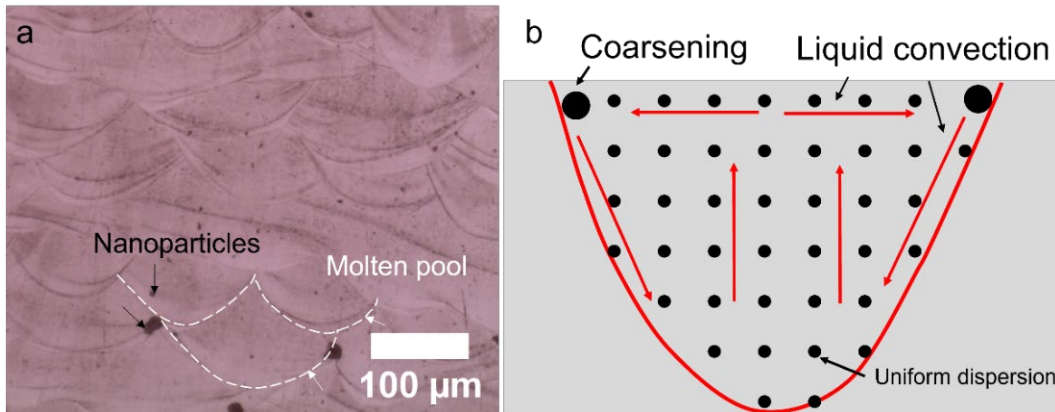 a
Nanoparticles
Molten pool
100 μm
b
Coarsening
Liquid convection
Uniform dispersion